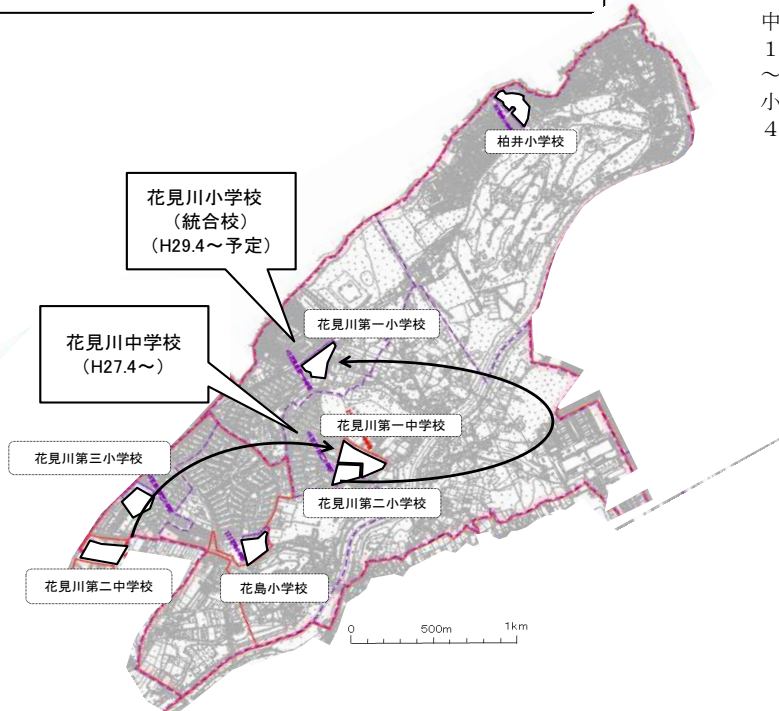 中
1
～
小
4
柏井小学校
花見川小学校
（統合校）
（H29.4～予定）
花見川第一小学校
花見川中学校
（H27.4～）
花見川第一中学校
花見川第三小学校
花見川第二小学校
花見川第二中学校
花島小学校
0 500m 1km